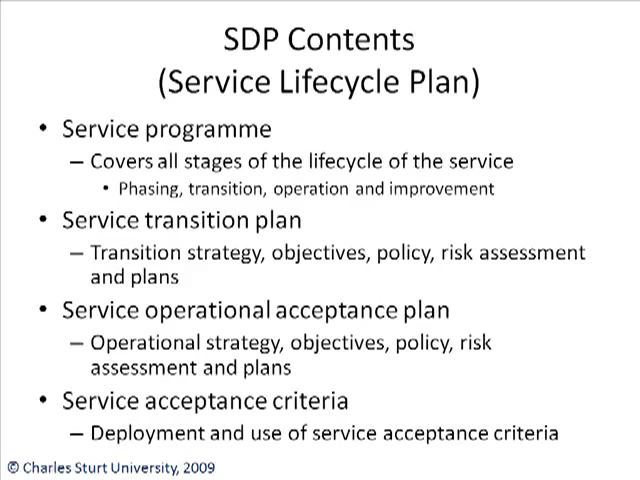 SDP Contents
(Service Lifecycle Plan)
• Service programme
– Covers all stages of the lifecycle of the service
• Phasing, transition, operation and improvement
• Service transition plan
– Transition strategy, objectives, policy, risk assessment
and plans
• Service operational acceptance plan
– Operational strategy, objectives, policy, risk
assessment and plans
• Service acceptance criteria
– Deployment and use of service acceptance criteria
© Charles Sturt University, 2009